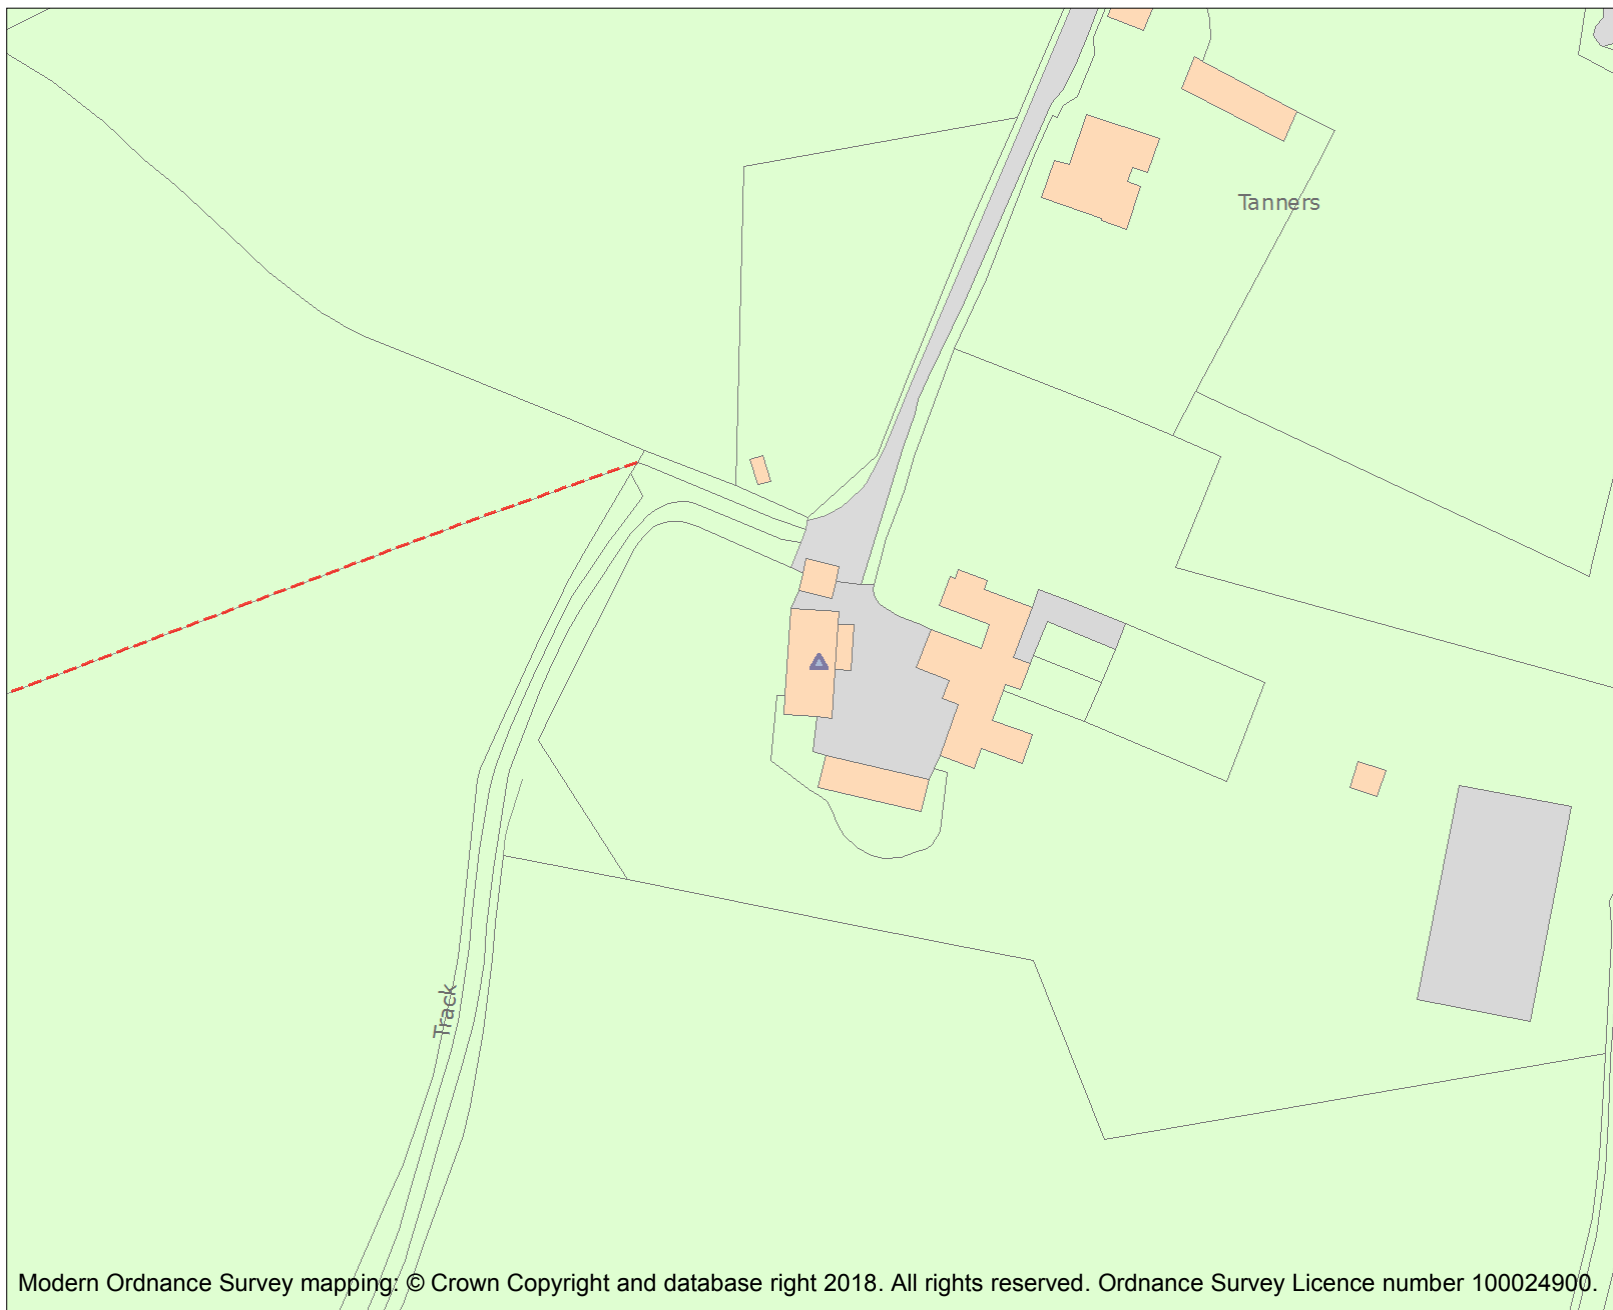 Tanners
Track
Modern Ordnance Survey mapping: © Crown Copyright and database right 2018. All rights reserved. Ordnance Survey Licence number 100024900.